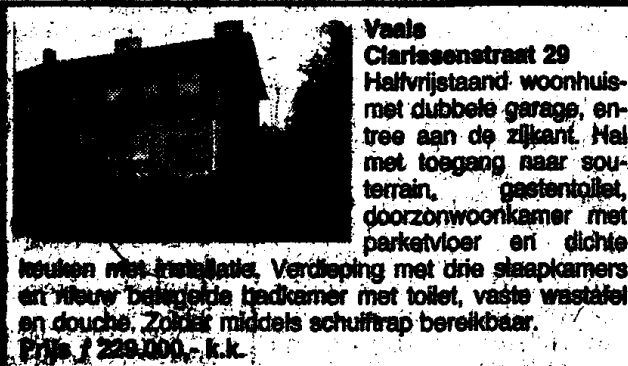 Vaals
Clarissenstraat 29
Halfvrijstaand woonhuis
met dubbele garage, en-
tree aan de zijkant. Hal
met toegang naar sou-
terrain, gastentoilet,
doorzonwoonkamer met
parketvloer en dichte
keuken met installatie. Verdieping met drie slaapkamers
en nieuw betegelde badkamer met toilet, vaste wastafel
en douche. Zolder middels schuiftrap bereikbaar.
Prijs ƒ 229.000,- k.k.